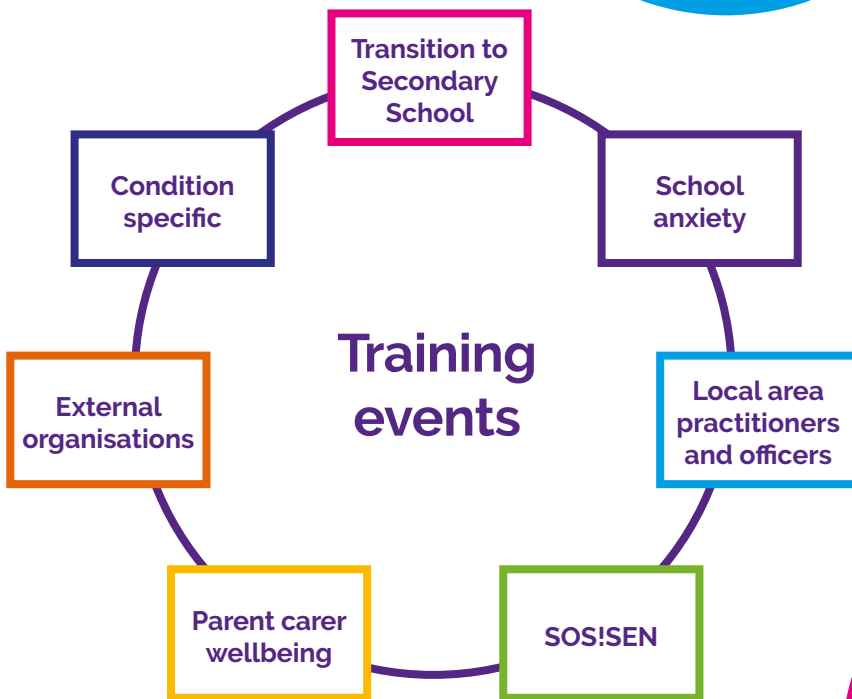 Transition to
Secondary
School
Condition
specific
School
anxiety
Training
events
External
organisations
Local area
practitioners
and officers
Parent carer
wellbeing
SOS!SEN